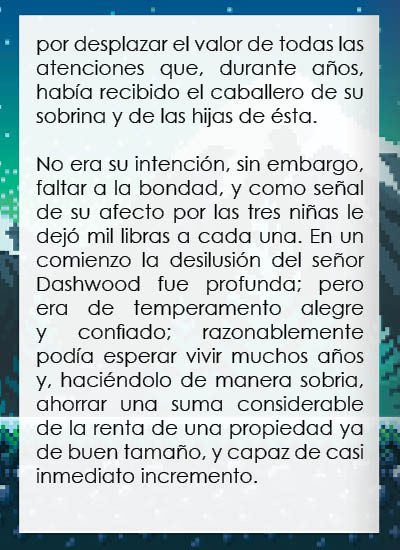 por desplazar el valor de todas las
atenciones que, durante años,
había recibido el caballero de su
sobrina y de las hijas de ésta.
No era su intención, sin embargo,
faltar a la bondad, y como señal
de su afecto por las tres niñas le
dejó mil libras a cada una. En un
comienzo la desilusión del señor
Dashwood fue profunda; pero
era de temperamento alegre
y confiado; razonablemente
podía esperar vivir muchos años
y, haciéndolo de manera sobria,
ahorrar una suma considerable
de la renta de una propiedad ya
de buen tamaño, y capaz de casi
inmediato incremento.